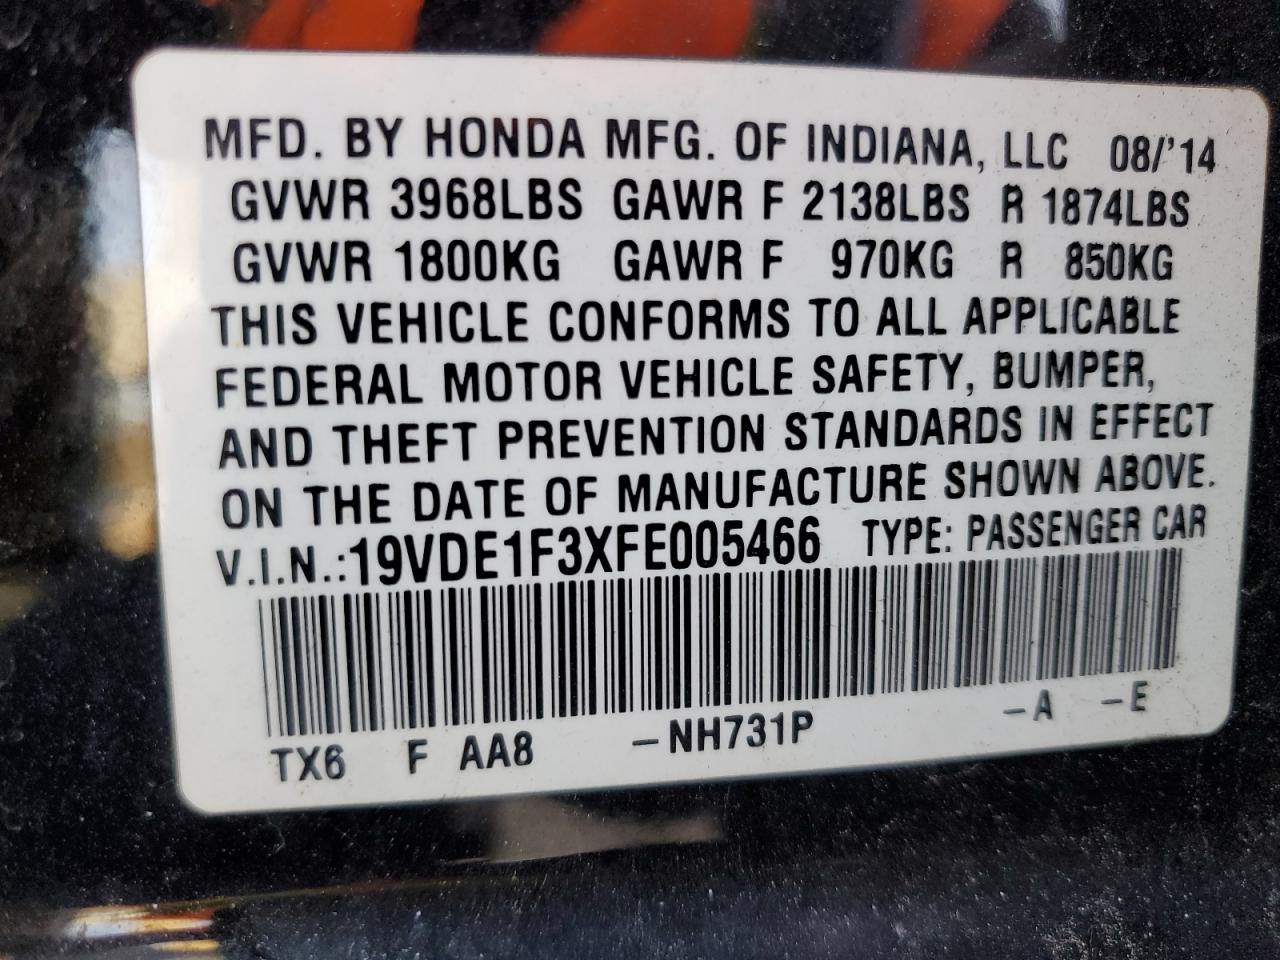 MFD. BY HONDA MFG. OF INDIANA, LLC 08/'14
GVWR 3968LBS GAWR F 2138LBS R 1874LBS
GVWR 1800KG GAWR F 970KG R 850KG
THIS VEHICLE CONFORMS TO ALL APPLICABLE
FEDERAL MOTOR VEHICLE SAFETY, BUMPER,
AND THEFT PREVENTION STANDARDS IN EFFECT
ON THE DATE OF MANUFACTURE SHOWN ABOVE.
V.I.N.:19VDE1F3XFE005466 TYPE: PASSENGER CAR
TX6 F AA8 –NH731P –A –E